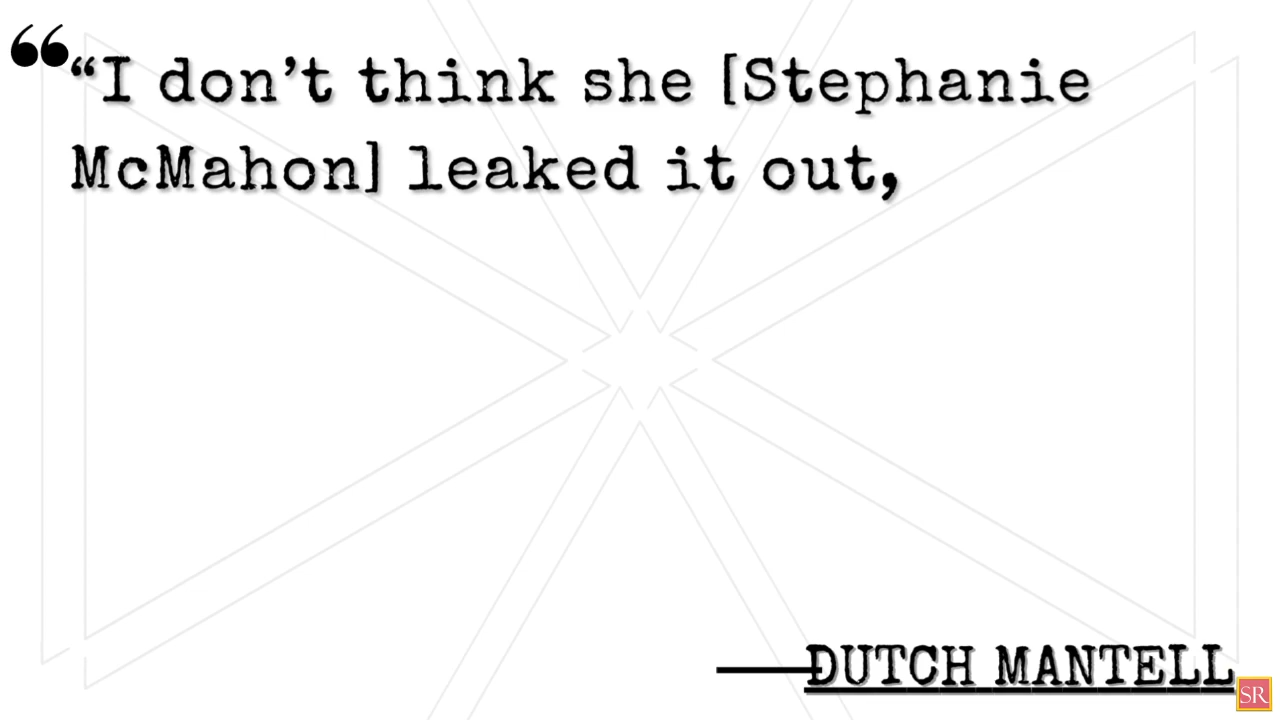 ““I don’t think she [Stephanie
McMahon] leaked it out,
—DUTCH MANTELL
SR